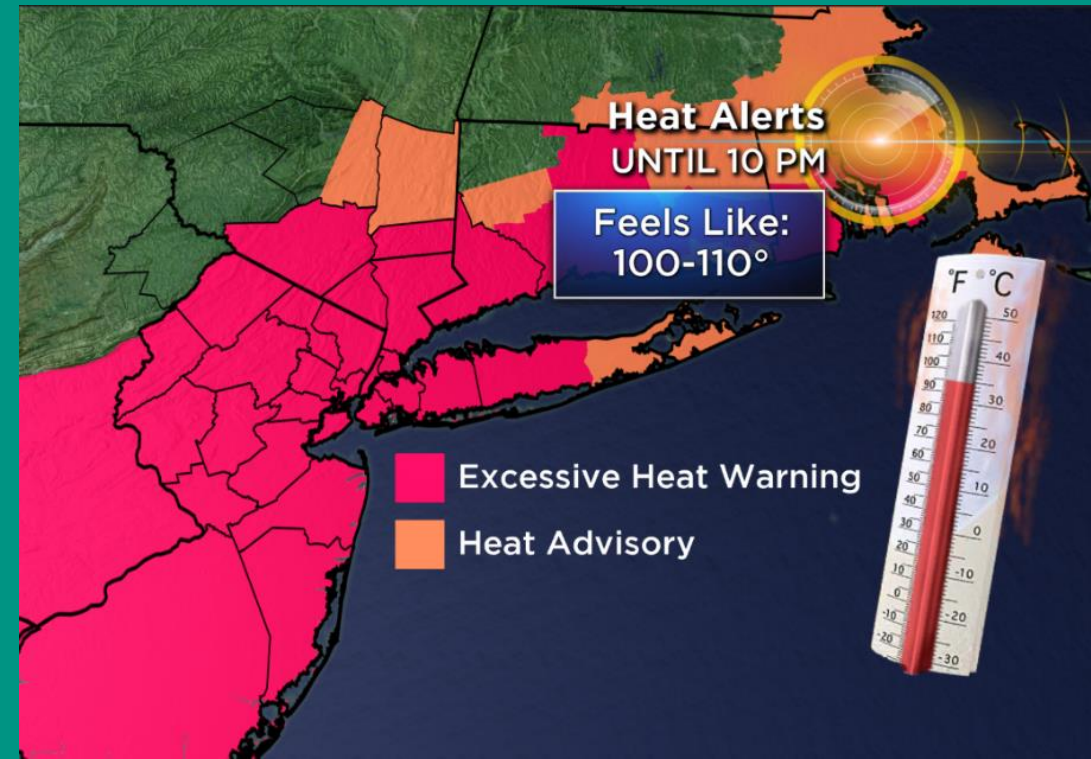 Heat Alerts
UNTIL 10 PM
Feels Like:
100-110°
Excessive Heat Warning
Heat Advisory
°F °C
120 50
110
100 40
90
80 30
70
60 20
50
40 10
30
20 0
10
0 -10
-10
-20 -20
-30